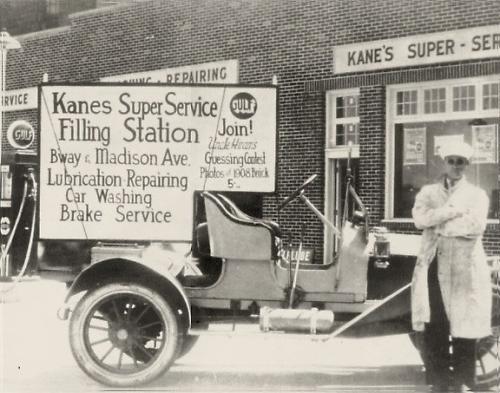 KANE'S SUPER-SER
& REPAIRING
SERVICE
GULF
Kanes Super Service
Filling Station
Bway & Madison Ave.
Lubrication-Repairing
Car Washing
Brake Service
GULF
Join!
Uncle Hiram's
Guessing Contest
Photos of 1908 Buick
5¢